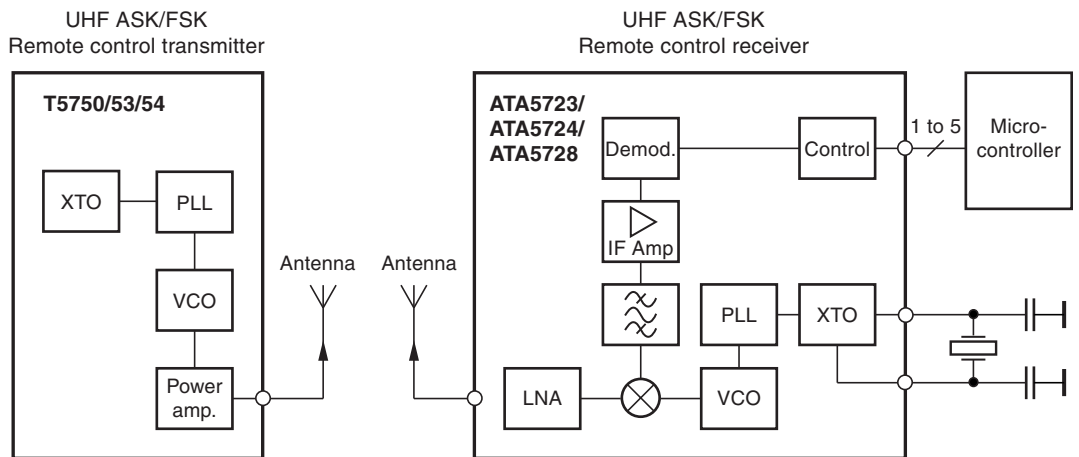 UHF ASK/FSK
Remote control transmitter
T5750/53/54
XTO
PLL
VCO
Power
amp.
Antenna
Antenna
UHF ASK/FSK
Remote control receiver
ATA5723/
ATA5724/
ATA5728
Demod.
Control
IF Amp
PLL
XTO
LNA
VCO
1 to 5
Micro-
controller